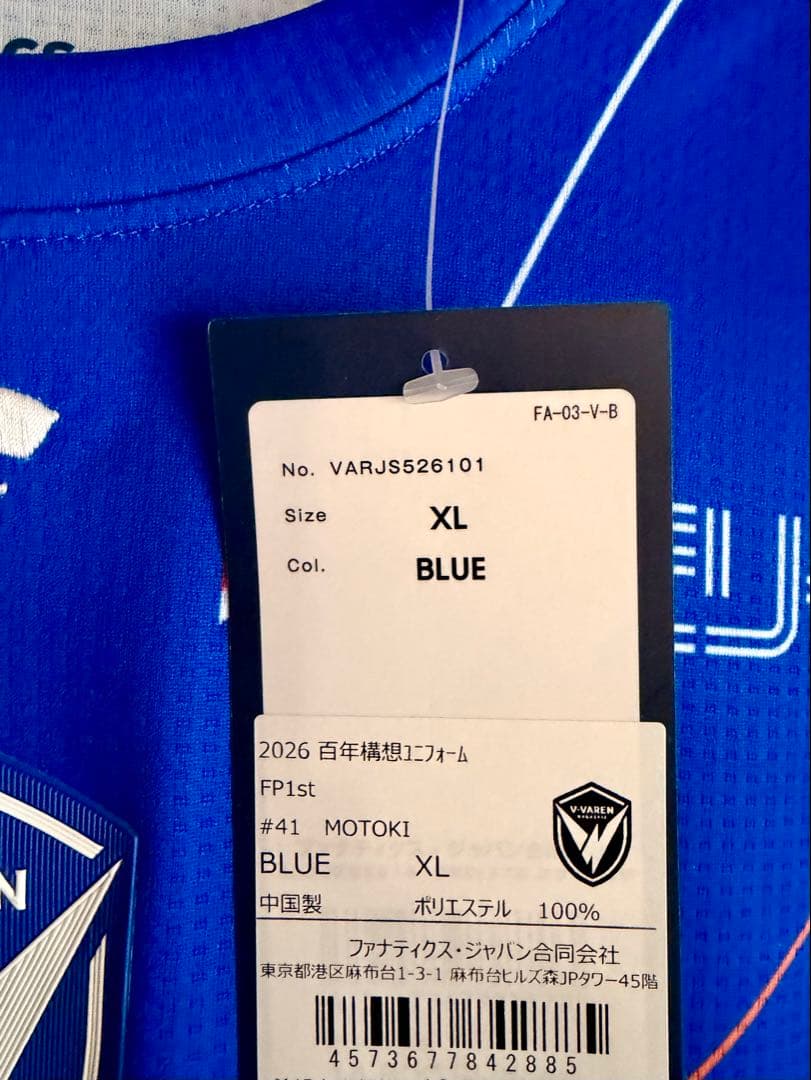 FA-03-V-B
No. VARJS526101
Size XL
Col. BLUE
2026 百年構想ﾕﾆﾌｫｰﾑ
FP1st
#41 MOTOKI
BLUE XL
V·VAREN
NAGASAKI
中国製 ポリエステル 100%
ファナティクス・ジャパン合同会社
東京都港区麻布台1-3-1 麻布台ヒルズ森JPタワー45階
4573677842885